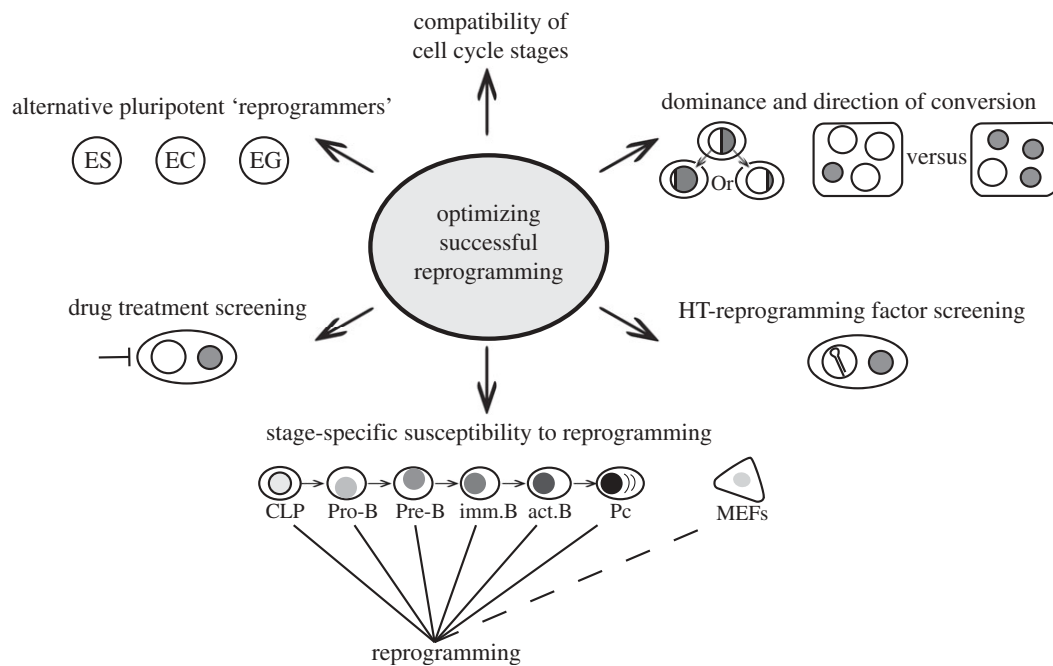 compatibility of
cell cycle stages
alternative pluripotent ‘reprogrammers’
ES EC EG
dominance and direction of conversion
Or
versus
optimizing
successful
reprogramming
drug treatment screening
HT-reprogramming factor screening
stage-specific susceptibility to reprogramming
CLP Pro-B Pre-B imm.B act.B Pc MEFs
reprogramming